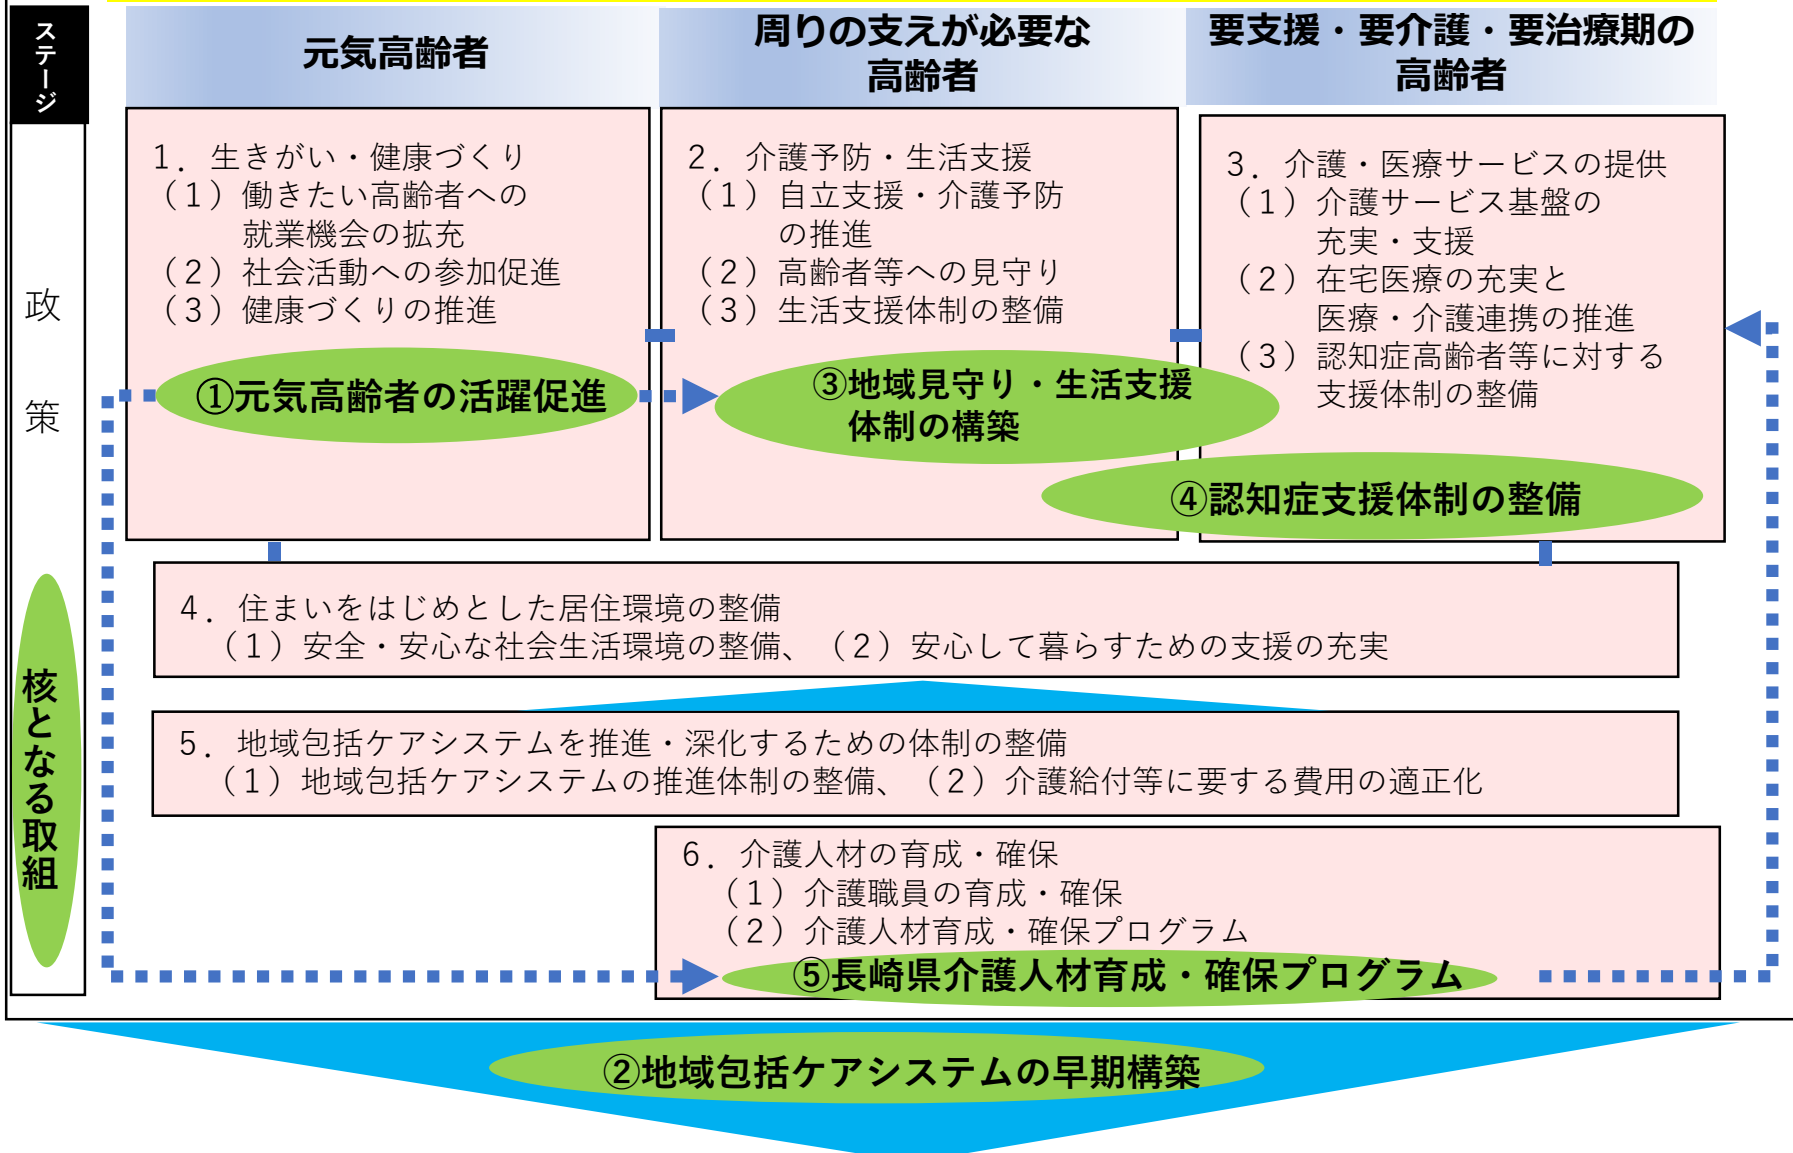 ステージ
元気高齢者
周りの支えが必要な
高齢者
要支援・要介護・要治療期の
高齢者
政策
核となる取組
1．生きがい・健康づくり
（1）働きたい高齢者への
就業機会の拡充
（2）社会活動への参加促進
（3）健康づくりの推進
①元気高齢者の活躍促進
2．介護予防・生活支援
（1）自立支援・介護予防
の推進
（2）高齢者等への見守り
（3）生活支援体制の整備
③地域見守り・生活支援
体制の構築
3．介護・医療サービスの提供
（1）介護サービス基盤の
充実・支援
（2）在宅医療の充実と
医療・介護連携の推進
（3）認知症高齢者等に対する
支援体制の整備
④認知症支援体制の整備
4．住まいをはじめとした居住環境の整備
（1）安全・安心な社会生活環境の整備、（2）安心して暮らすための支援の充実
5．地域包括ケアシステムを推進・深化するための体制の整備
（1）地域包括ケアシステムの推進体制の整備、（2）介護給付等に要する費用の適正化
6．介護人材の育成・確保
（1）介護職員の育成・確保
（2）介護人材育成・確保プログラム
⑤長崎県介護人材育成・確保プログラム
②地域包括ケアシステムの早期構築